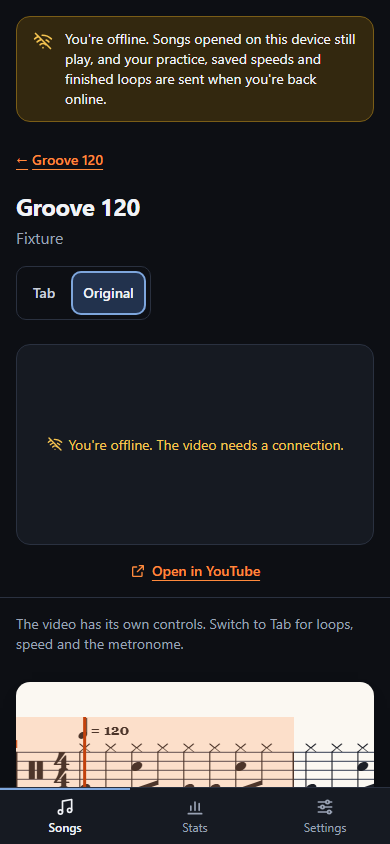 You're offline. Songs opened on this device still
play, and your practice, saved speeds and
finished loops are sent when you're back
online.
← Groove 120
Groove 120
Fixture
Tab Original
You're offline. The video needs a connection.
Open in YouTube
The video has its own controls. Switch to Tab for loops,
speed and the metronome.
= 120
4
4
Songs Stats Settings